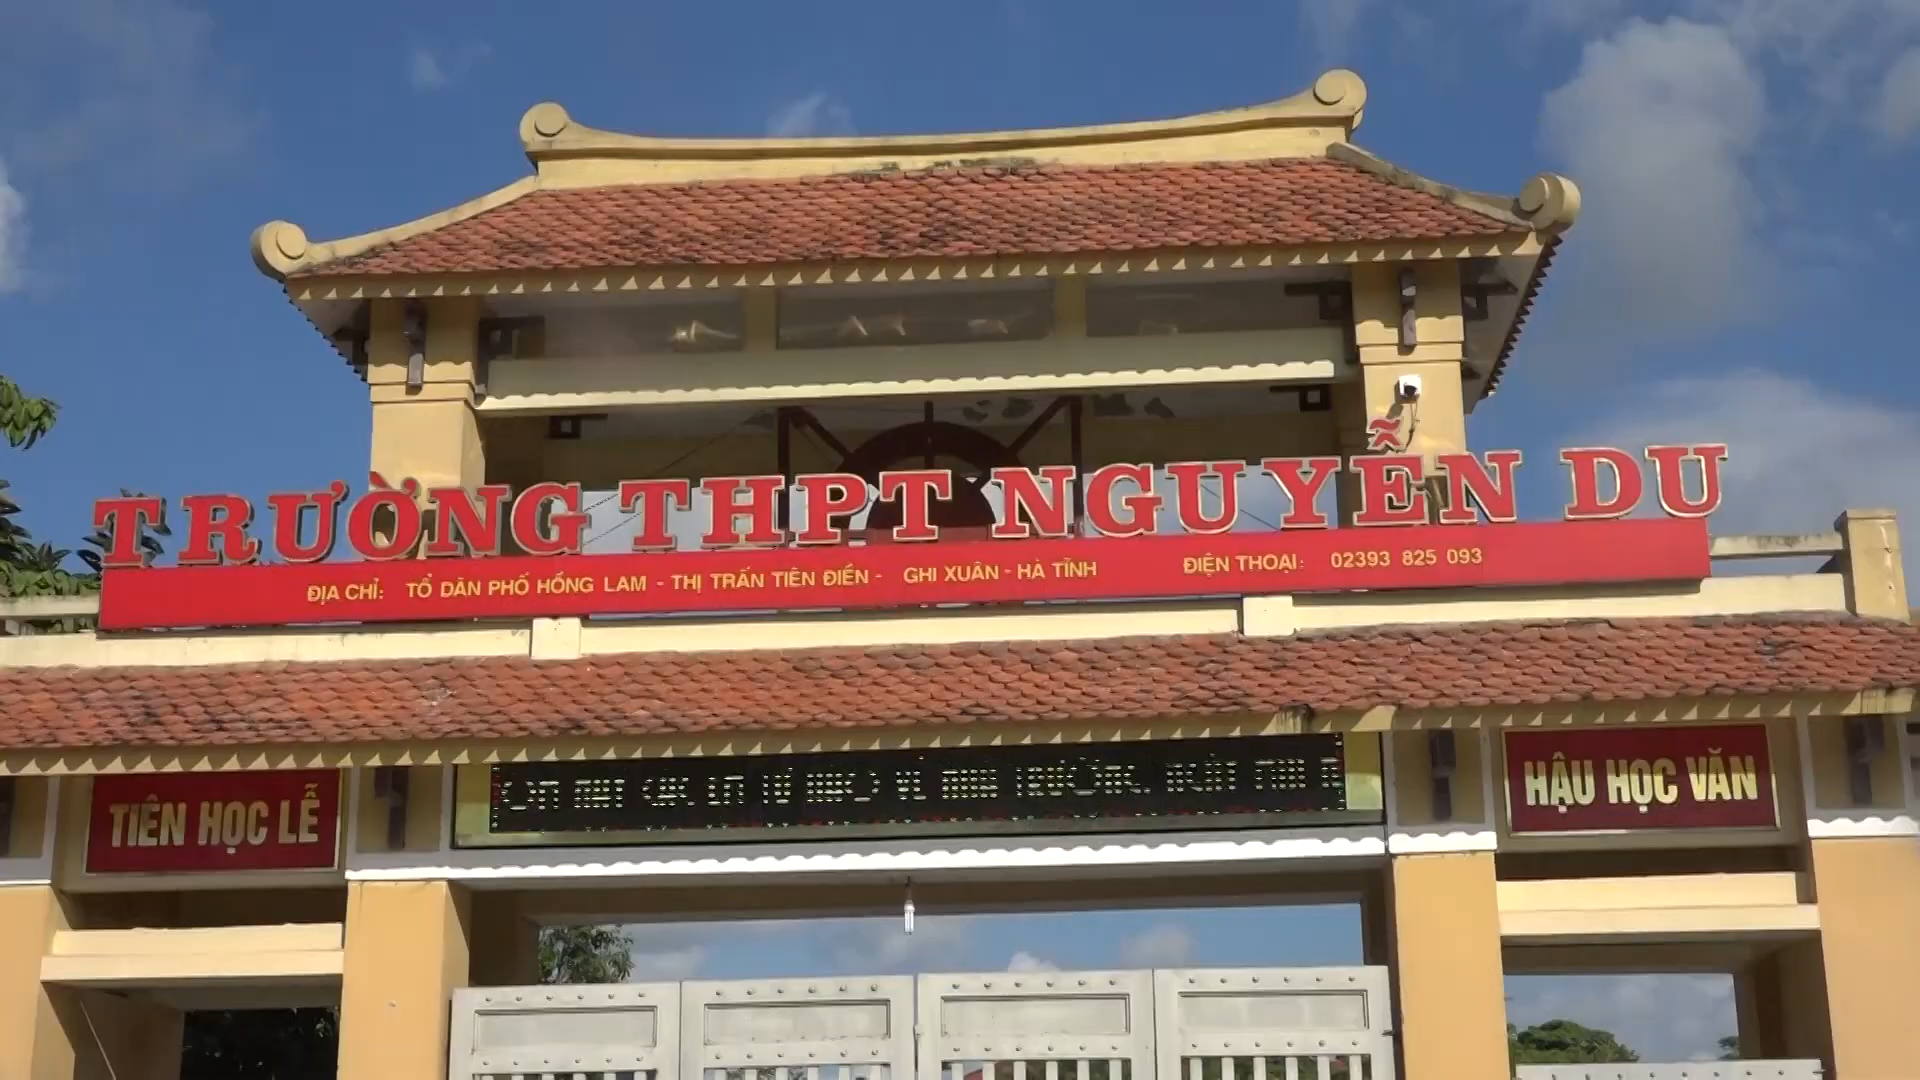 TRƯỜNG THPT NGUYỄN DU
ĐỊA CHỈ: TỔ DÂN PHỐ HỒNG LAM - THỊ TRẤN TIÊN ĐIỀN - GHI XUÂN - HÀ TĨNH ĐIỆN THOẠI: 02393 825 093
TIÊN HỌC LỄ
HẬU HỌC VĂN